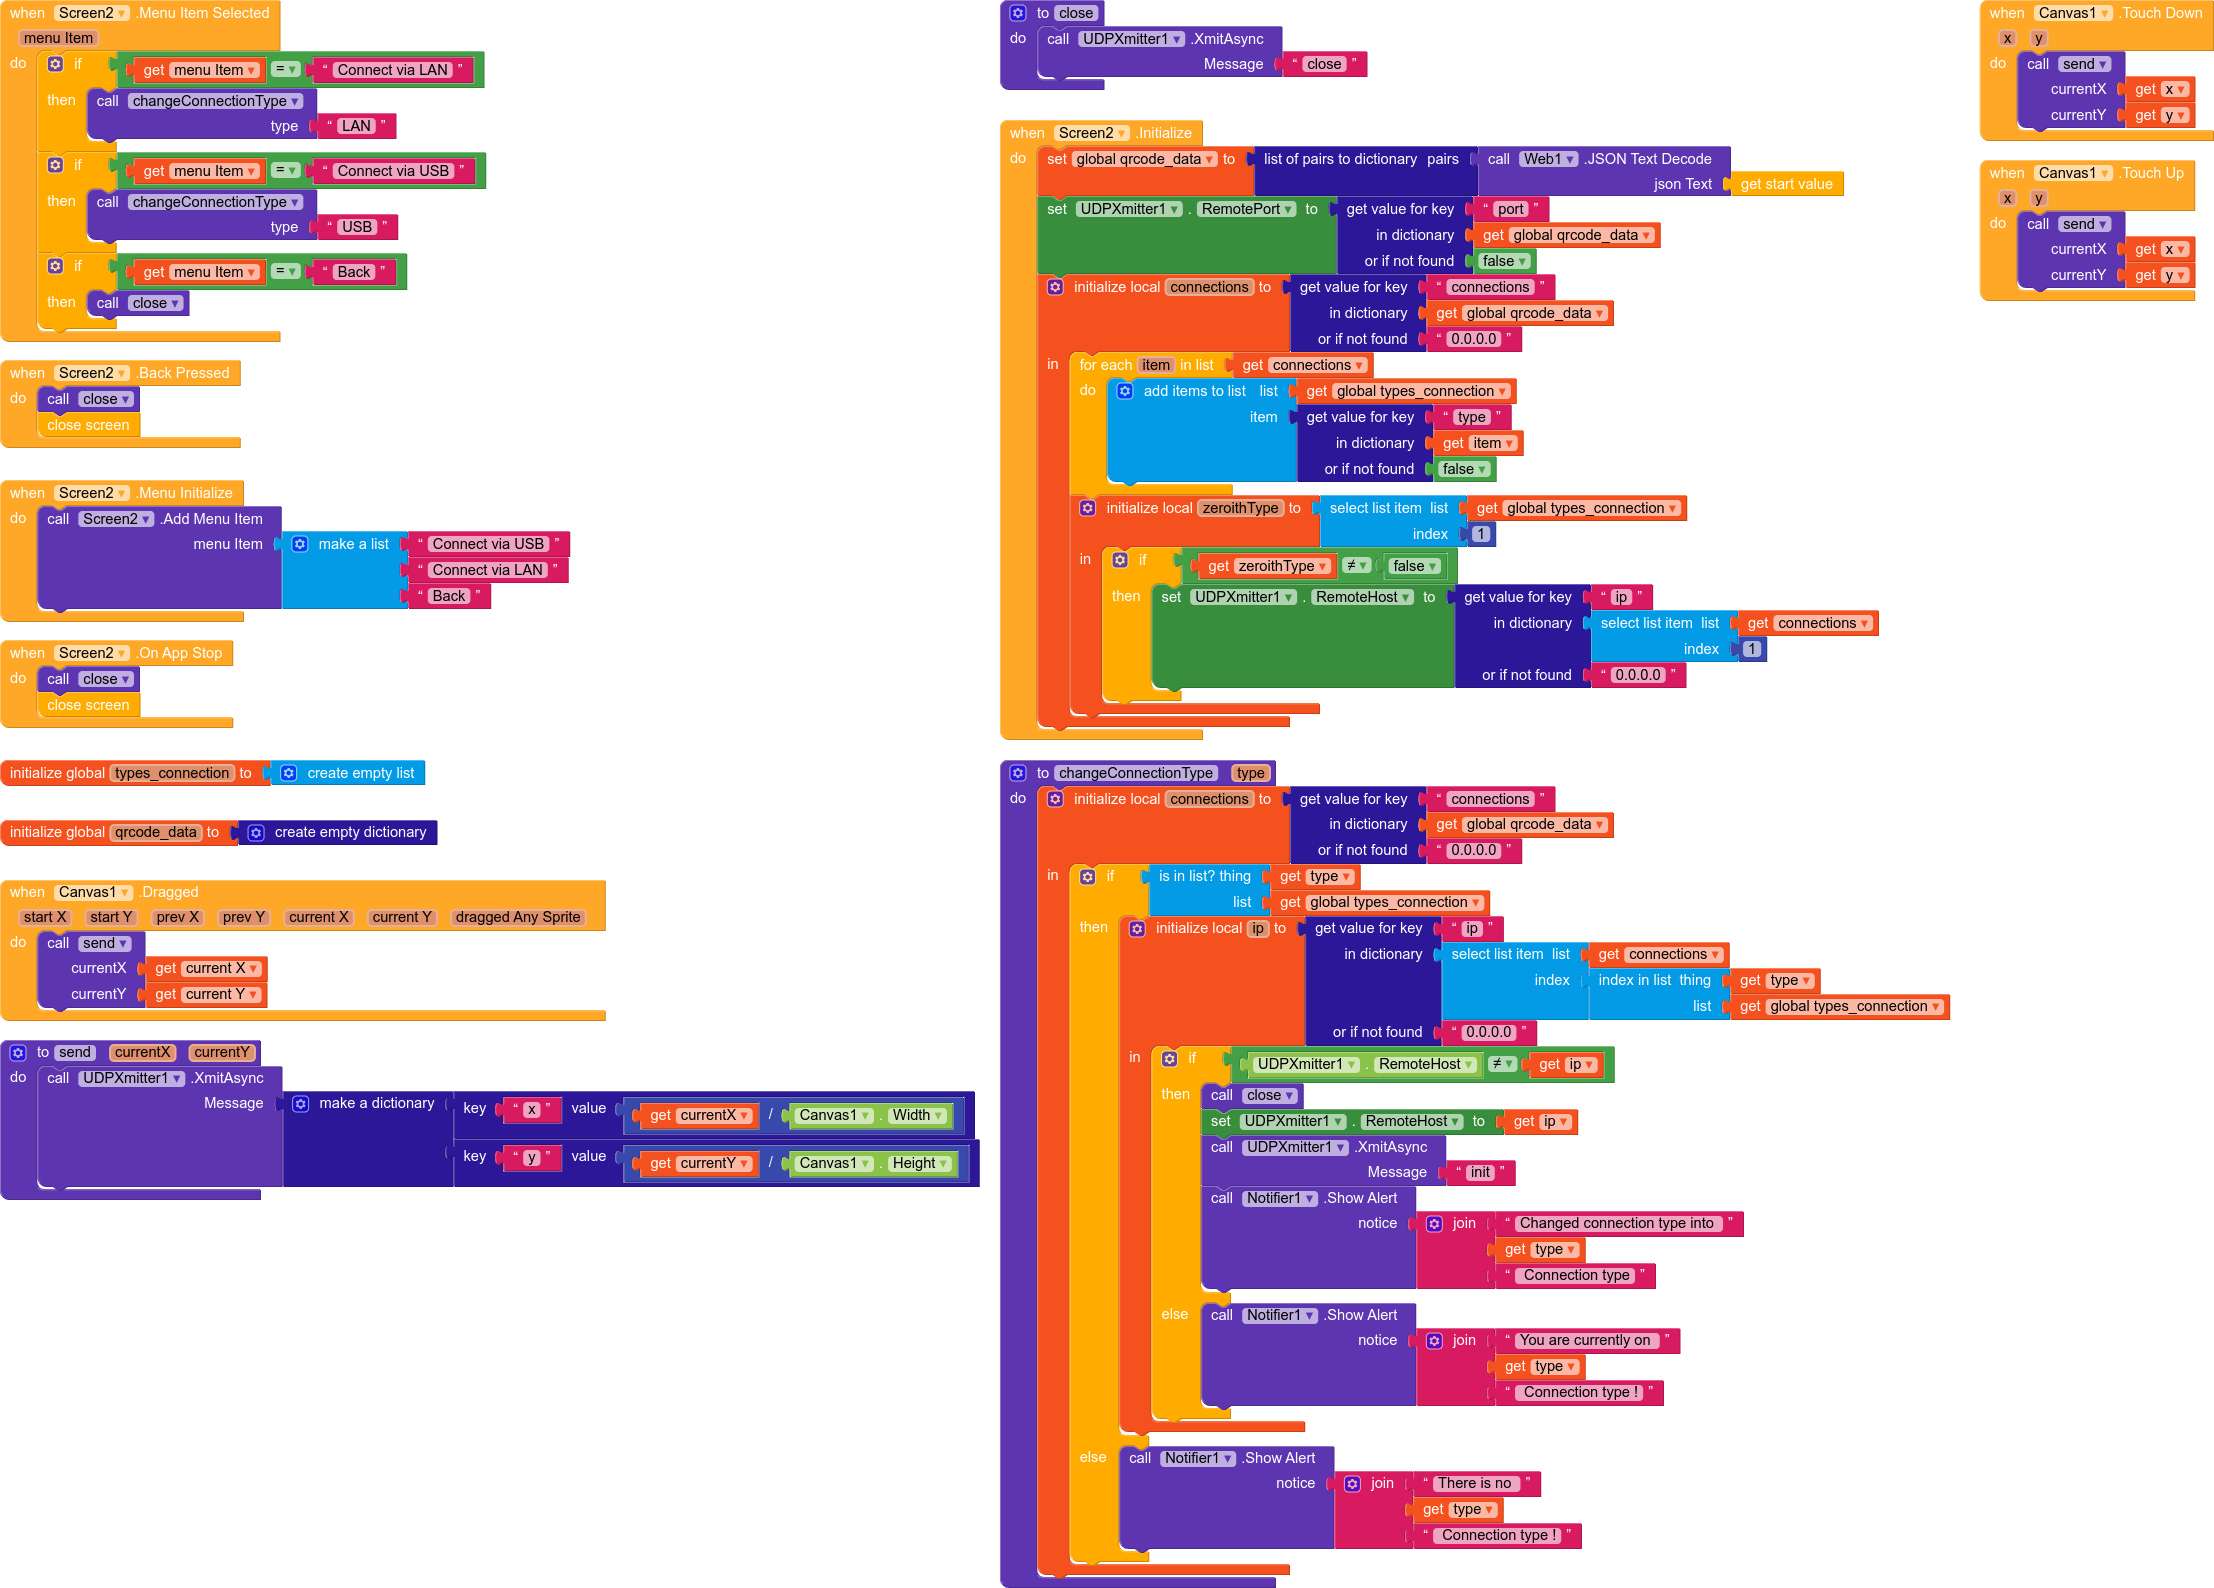 when Screen2 .Menu Item Selected
menu Item
do if get menu Item = “ Connect via LAN ”
then call changeConnectionType
type “ LAN ”
if get menu Item = “ Connect via USB ”
then call changeConnectionType
type “ USB ”
if get menu Item = “ Back ”
then call close
when Screen2 .Back Pressed
do call close
close screen
when Screen2 .Menu Initialize
do call Screen2 .Add Menu Item
menu Item make a list “ Connect via USB ”
“ Connect via LAN ”
“ Back ”
when Screen2 .On App Stop
do call close
close screen
initialize global types_connection to create empty list
initialize global qrcode_data to create empty dictionary
when Canvas1 .Dragged
start X start Y prev X prev Y current X current Y dragged Any Sprite
do call send
currentX get current X
currentY get current Y
to send currentX currentY
do call UDPXmitter1 .XmitAsync
Message make a dictionary key “ x ” value get currentX / Canvas1 . Width
key “ y ” value get currentY / Canvas1 . Height
to close
do call UDPXmitter1 .XmitAsync
Message “ close ”
when Screen2 .Initialize
do set global qrcode_data to list of pairs to dictionary pairs call Web1 .JSON Text Decode
json Text get start value
set UDPXmitter1 . RemotePort to get value for key “ port ”
in dictionary get global qrcode_data
or if not found false
initialize local connections to get value for key “ connections ”
in dictionary get global qrcode_data
or if not found “ 0.0.0.0 ”
in for each item in list get connections
do add items to list list get global types_connection
item get value for key “ type ”
in dictionary get item
or if not found false
initialize local zeroithType to select list item list get global types_connection
index 1
in if get zeroithType ≠ false
then set UDPXmitter1 . RemoteHost to get value for key “ ip ”
in dictionary select list item list get connections
index 1
or if not found “ 0.0.0.0 ”
to changeConnectionType type
do initialize local connections to get value for key “ connections ”
in dictionary get global qrcode_data
or if not found “ 0.0.0.0 ”
in if is in list? thing get type
list get global types_connection
then initialize local ip to get value for key “ ip ”
in dictionary select list item list get connections
index index in list thing get type
list get global types_connection
or if not found “ 0.0.0.0 ”
in if UDPXmitter1 . RemoteHost ≠ get ip
then call close
set UDPXmitter1 . RemoteHost to get ip
call UDPXmitter1 .XmitAsync
Message “ init ”
call Notifier1 .Show Alert
notice join “ Changed connection type into ”
get type
“ Connection type ”
else call Notifier1 .Show Alert
notice join “ You are currently on ”
get type
“ Connection type ! ”
else call Notifier1 .Show Alert
notice join “ There is no ”
get type
“ Connection type ! ”
when Canvas1 .Touch Down
x y
do call send
currentX get x
currentY get y
when Canvas1 .Touch Up
x y
do call send
currentX get x
currentY get y